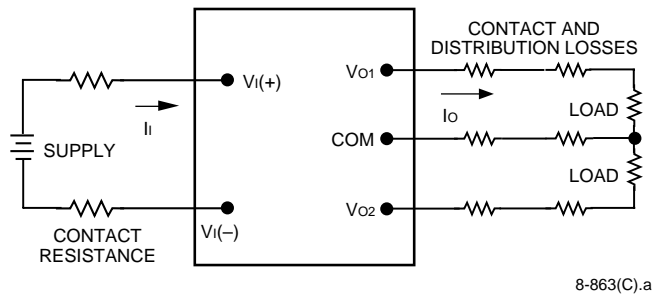 CONTACT AND
DISTRIBUTION LOSSES
VI(+)
VO1
II
IO
LOAD
SUPPLY
COM
LOAD
VI(–)
VO2
CONTACT
RESISTANCE
8-863(C).a